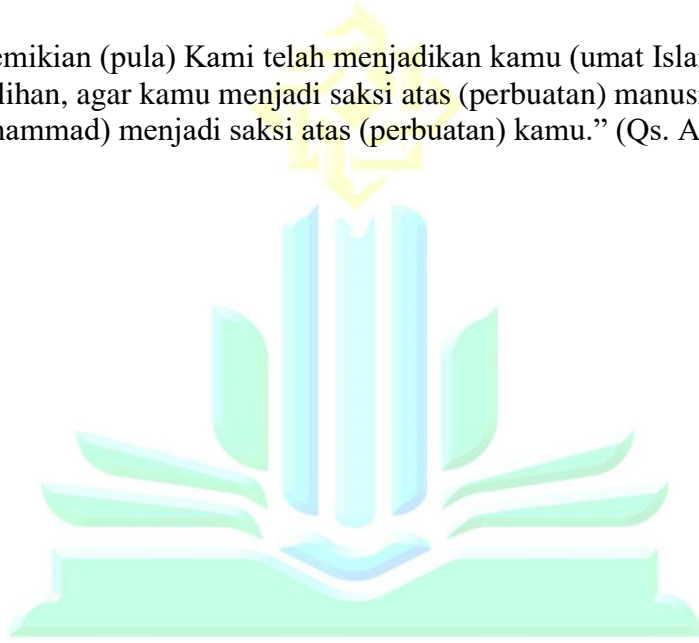 emikian (pula) Kami telah menjadikan kamu (umat Isla
lihan, agar kamu menjadi saksi atas (perbuatan) manus
ammad) menjadi saksi atas (perbuatan) kamu.” (Qs. A